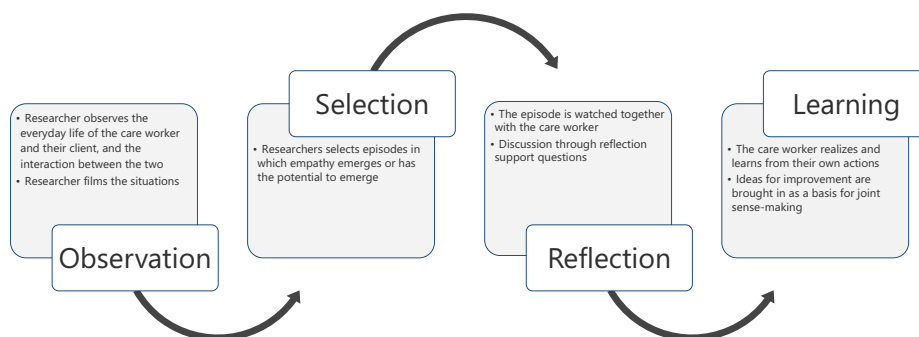 • Researcher observes the
everyday life of the care worker
and their client, and the
interaction between the two
• Researcher films the situations
Observation
Selection
• Researchers selects episodes in
which empathy emerges or has
the potential to emerge
• The episode is watched together
with the care worker
• Discussion through reflection
support questions
Reflection
Learning
• The care worker realizes and
learns from their own actions
• Ideas for improvement are
brought in as a basis for joint
sense-making